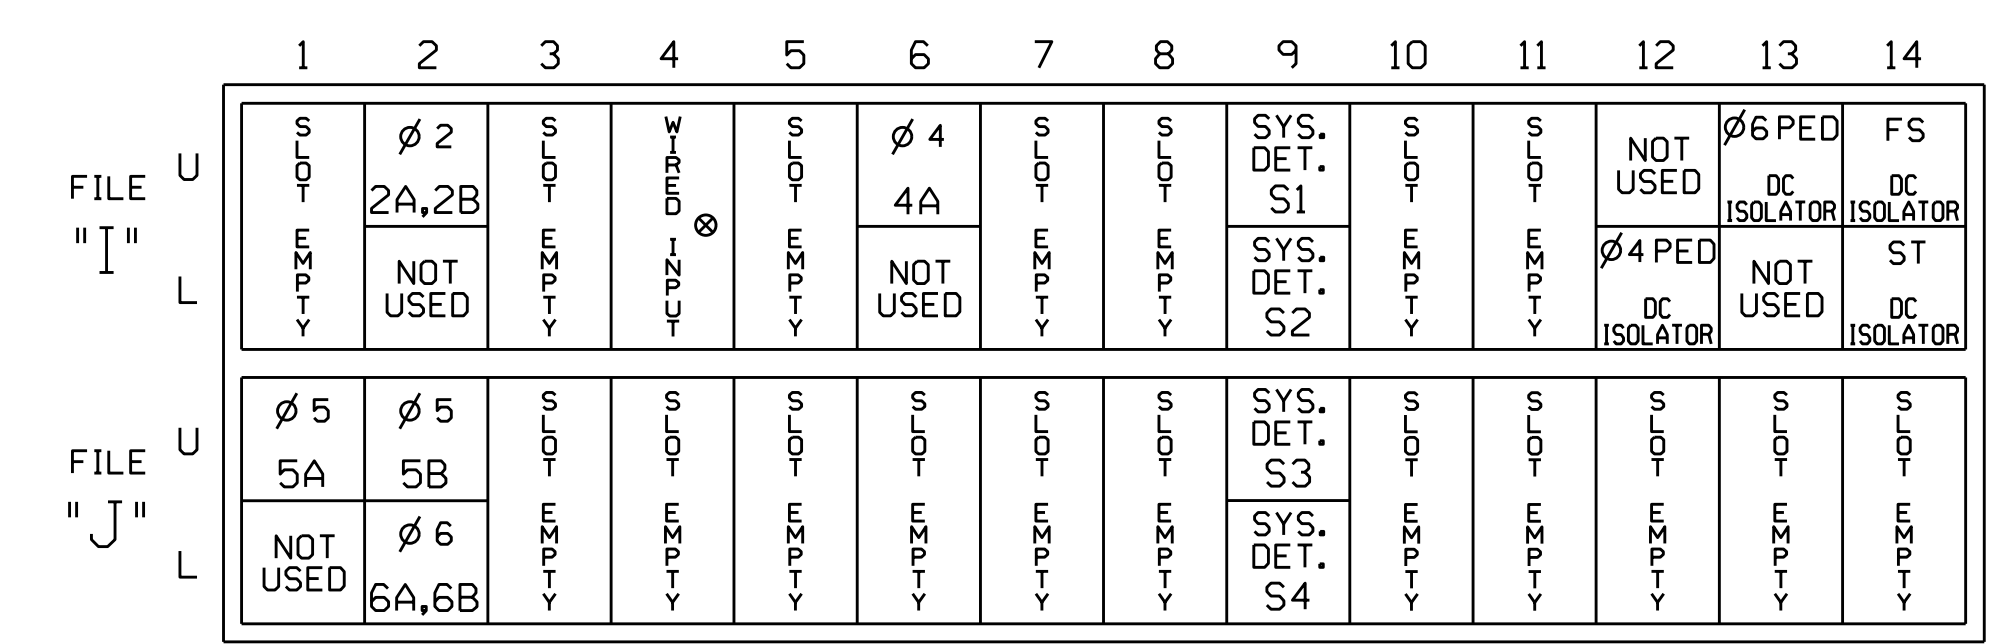 1 2 3 4 5 6 7 8 9 10 11 12 13 14
FILE
"I"
U
L
SLOT EMPTY
Ø 2
2A,2B
NOT
USED
SLOT EMPTY
WIRED INPUT
SLOT EMPTY
Ø 4
4A
NOT
USED
SLOT EMPTY
SLOT EMPTY
SYS.
DET.
S1
SYS.
DET.
S2
SLOT EMPTY
SLOT EMPTY
NOT
USED
Ø4 PED
DC
ISOLATOR
Ø6 PED
DC
ISOLATOR
NOT
USED
FS
DC
ISOLATOR
ST
DC
ISOLATOR
FILE
"J"
U
L
Ø 5
5A
NOT
USED
Ø 5
5B
Ø 6
6A,6B
SLOT EMPTY
SLOT EMPTY
SLOT EMPTY
SLOT EMPTY
SLOT EMPTY
SLOT EMPTY
SYS.
DET.
S3
SYS.
DET.
S4
SLOT EMPTY
SLOT EMPTY
SLOT EMPTY
SLOT EMPTY
SLOT EMPTY